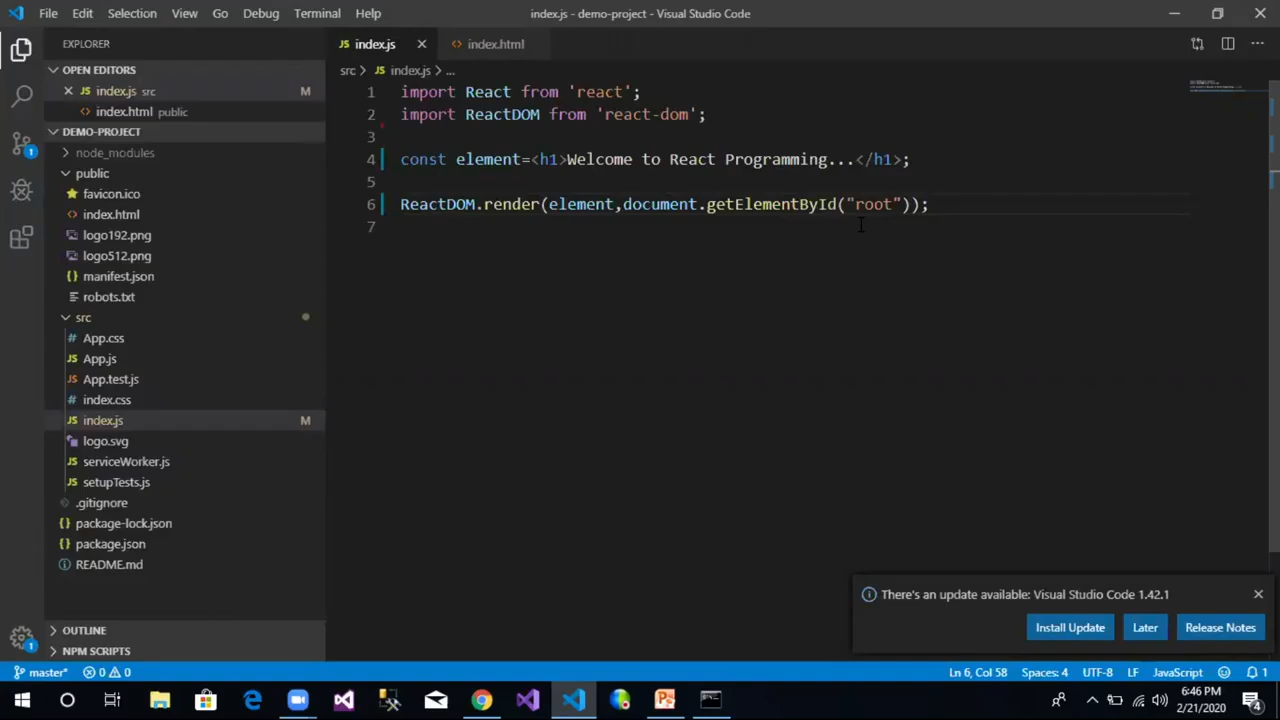 File Edit Selection View Go Debug Terminal Help
index.js - demo-project - Visual Studio Code
EXPLORER
OPEN EDITORS
index.js src M
index.html public
DEMO-PROJECT
node_modules
public
favicon.ico
index.html
logo192.png
logo512.png
manifest.json
robots.txt
src
App.css
App.js
App.test.js
index.css
index.js M
logo.svg
serviceWorker.js
setupTests.js
.gitignore
package-lock.json
package.json
README.md
OUTLINE
NPM SCRIPTS
index.js
index.html
src > JS index.js > ...
1 import React from 'react';
2 import ReactDOM from 'react-dom';
3
4 const element=<h1>Welcome to React Programming...</h1>;
5
6 ReactDOM.render(element,document.getElementById("root"));
7
There's an update available: Visual Studio Code 1.42.1
Install Update Later Release Notes
master* 0 0 Ln 6, Col 58 Spaces: 4 UTF-8 LF JavaScript 1
6:46 PM
2/21/2020
4